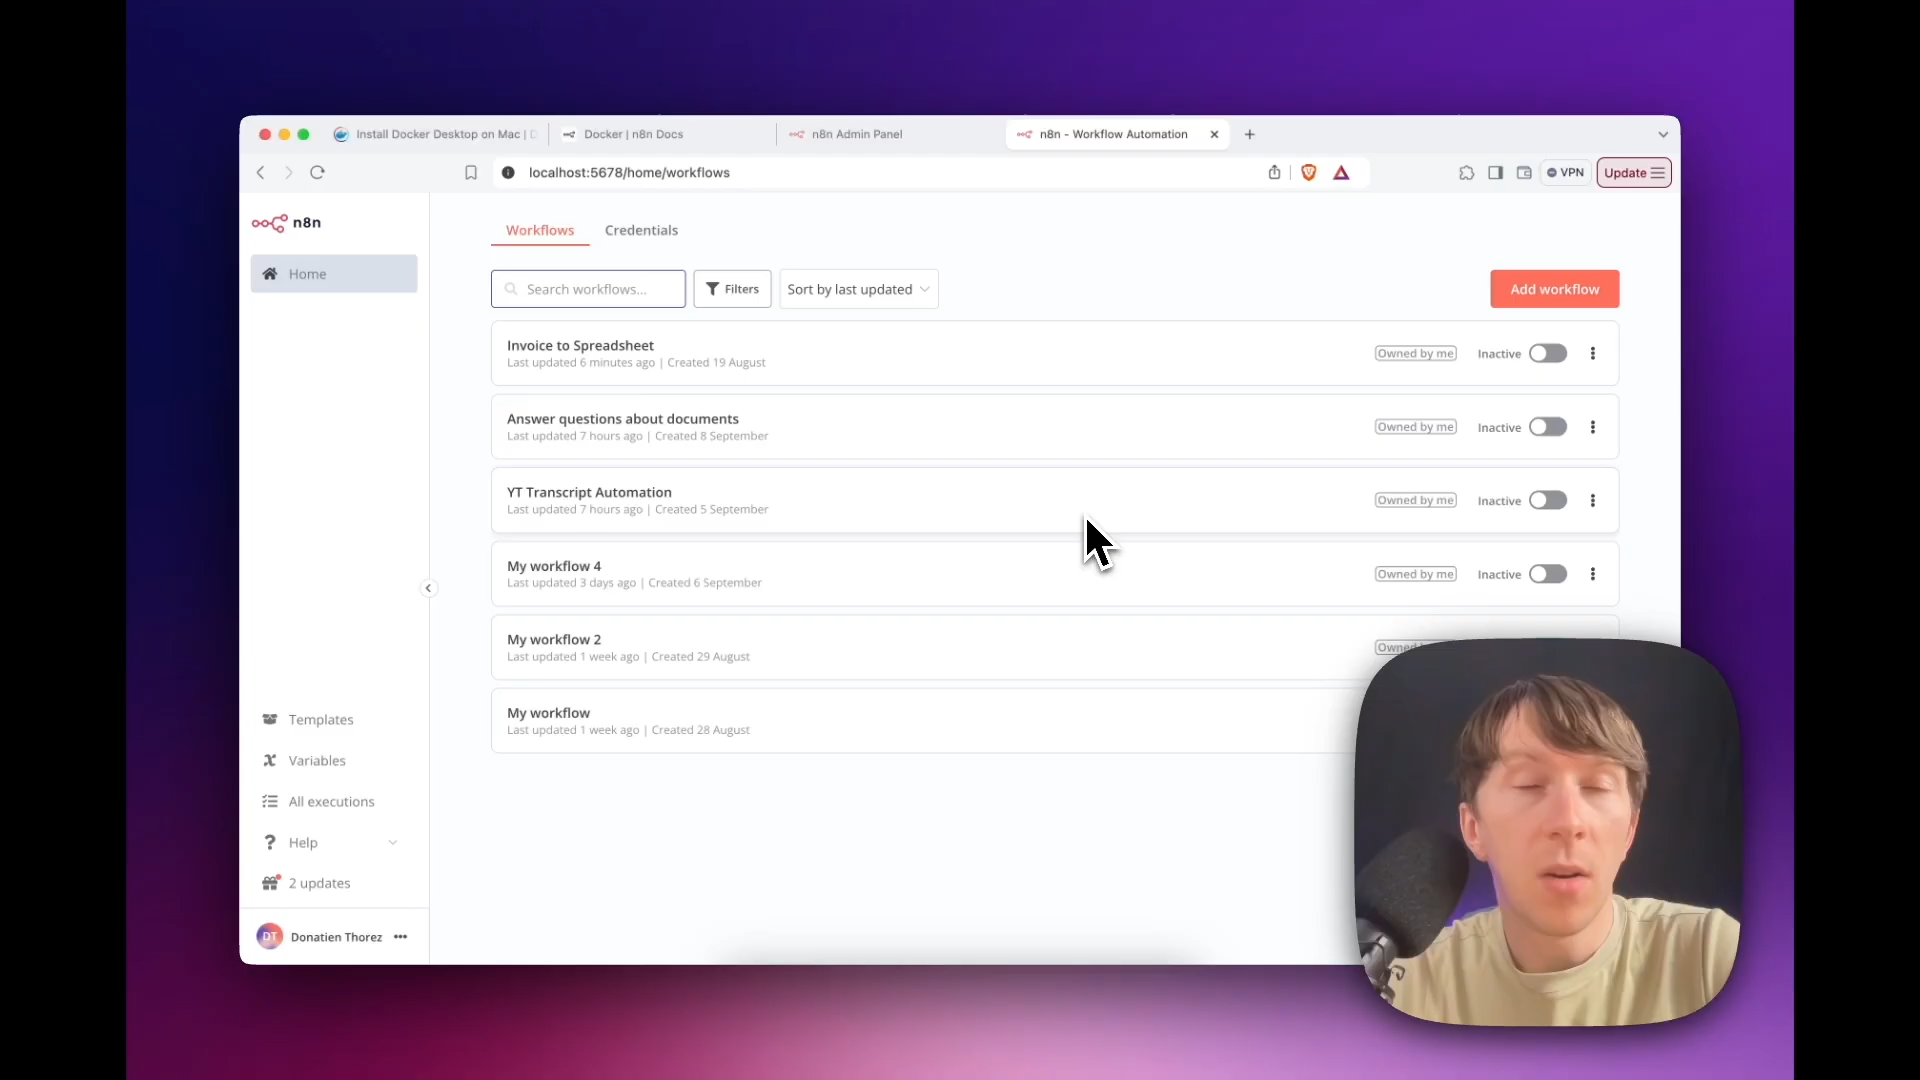 Install Docker Desktop on Mac | D
Docker | n8n Docs
n8n Admin Panel
n8n - Workflow Automation
localhost:5678/home/workflows
VPN
Update
n8n
Home
Workflows
Credentials
Search workflows...
Filters
Sort by last updated
Add workflow
Invoice to Spreadsheet
Last updated 6 minutes ago | Created 19 August
Owned by me
Inactive
Answer questions about documents
Last updated 7 hours ago | Created 8 September
Owned by me
Inactive
YT Transcript Automation
Last updated 7 hours ago | Created 5 September
Owned by me
Inactive
My workflow 4
Last updated 3 days ago | Created 6 September
Owned by me
Inactive
My workflow 2
Last updated 1 week ago | Created 29 August
Owned
My workflow
Last updated 1 week ago | Created 28 August
Templates
Variables
All executions
Help
2 updates
DT
Donatien Thorez